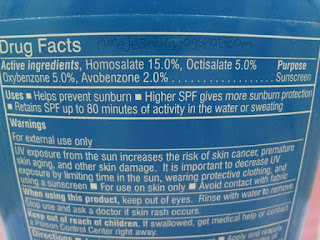 purejeanius.blogspot.com
Drug Facts
Active ingredients, Homosalate 15.0%, Octisalate 5.0% Purpose
Oxybenzone 5.0%, Avobenzone 2.0% ............... Sunscreen
Uses ■ Helps prevent sunburn ■ Higher SPF gives more sunburn protection
■ Retains SPF up to 80 minutes of activity in the water or sweating
Warnings
For external use only
UV exposure from the sun increases the risk of skin cancer, premature
skin aging, and other skin damage. It is important to decrease UV
exposure by limiting time in the sun, wearing protective clothing, and
using a sunscreen ■ For use on skin only ■ Avoid contact with fabric
When using this product, keep out of eyes. Rinse with water to remove
Stop use and ask a doctor if skin rash occurs.
Keep out of reach of children. If swallowed, get medical help or contact
a Poison Control Center right away.
Directions ■ Apply